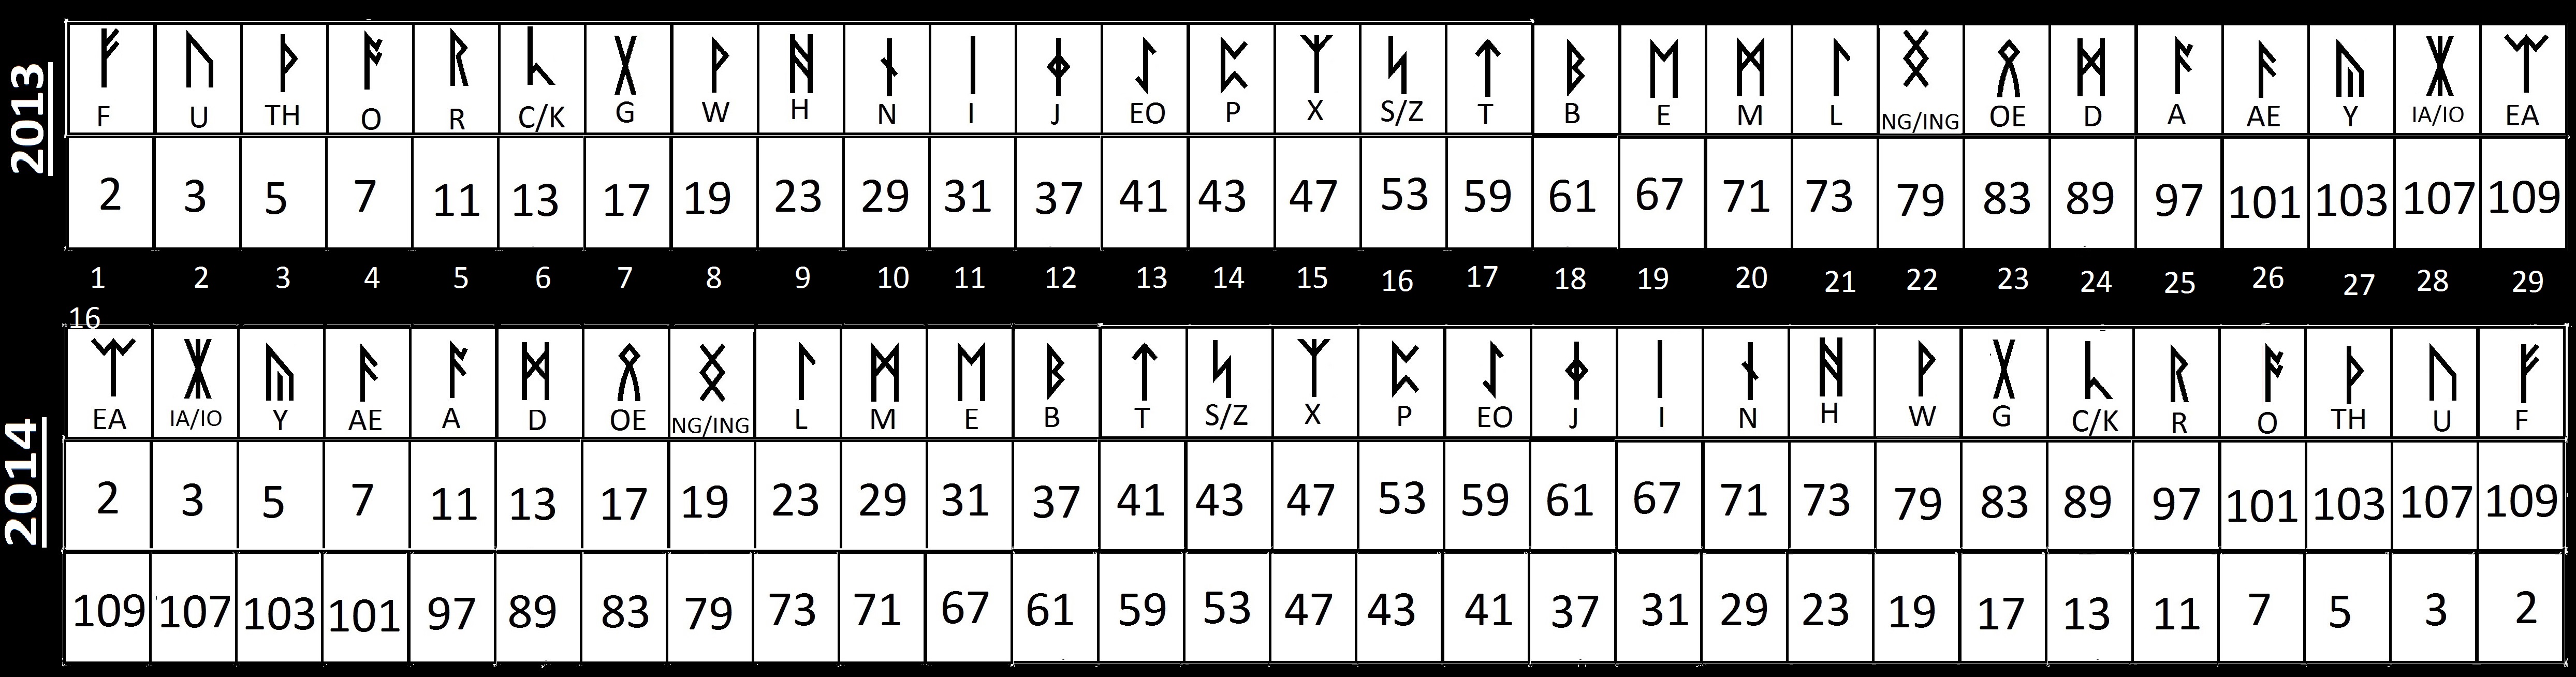 2013
ᚠ ᚢ ᚦ ᚩ ᚱ ᚳ ᚷ ᚹ ᚻ ᚾ ᛁ ᛄ ᛇ ᛈ ᛉ ᛋ ᛏ ᛒ ᛖ ᛗ ᛚ ᛝ ᛟ ᛞ ᚪ ᚫ ᚣ ᛡ ᛠ
F U TH O R C/K G W H N I J EO P X S/Z T B E M L NG/ING OE D A AE Y IA/IO EA
2 3 5 7 11 13 17 19 23 29 31 37 41 43 47 53 59 61 67 71 73 79 83 89 97 101 103 107 109
1 2 3 4 5 6 7 8 9 10 11 12 13 14 15 16 17 18 19 20 21 22 23 24 25 26 27 28 29
16
2014
ᛠ ᛡ ᚣ ᚫ ᚪ ᛞ ᛟ ᛝ ᛚ ᛗ ᛖ ᛒ ᛏ ᛋ ᛉ ᛈ ᛇ ᛄ ᛁ ᚾ ᚻ ᚹ ᚷ ᚳ ᚱ ᚩ ᚦ ᚢ ᚠ
EA IA/IO Y AE A D OE NG/ING L M E B T S/Z X P EO J I N H W G C/K R O TH U F
2 3 5 7 11 13 17 19 23 29 31 37 41 43 47 53 59 61 67 71 73 79 83 89 97 101 103 107 109
109 107 103 101 97 89 83 79 73 71 67 61 59 53 47 43 41 37 31 29 23 19 17 13 11 7 5 3 2